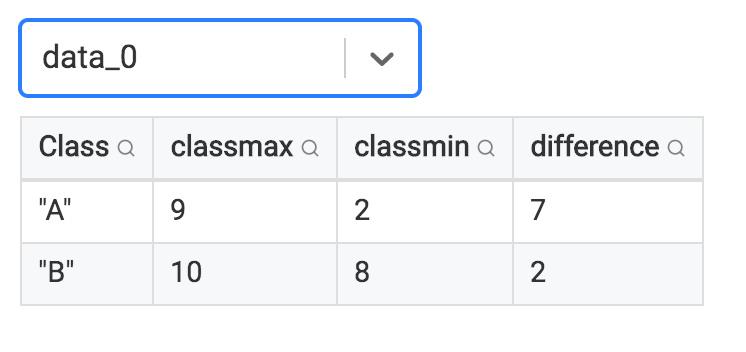 data_0
Class classmax classmin difference
"A" 9 2 7
"B" 10 8 2